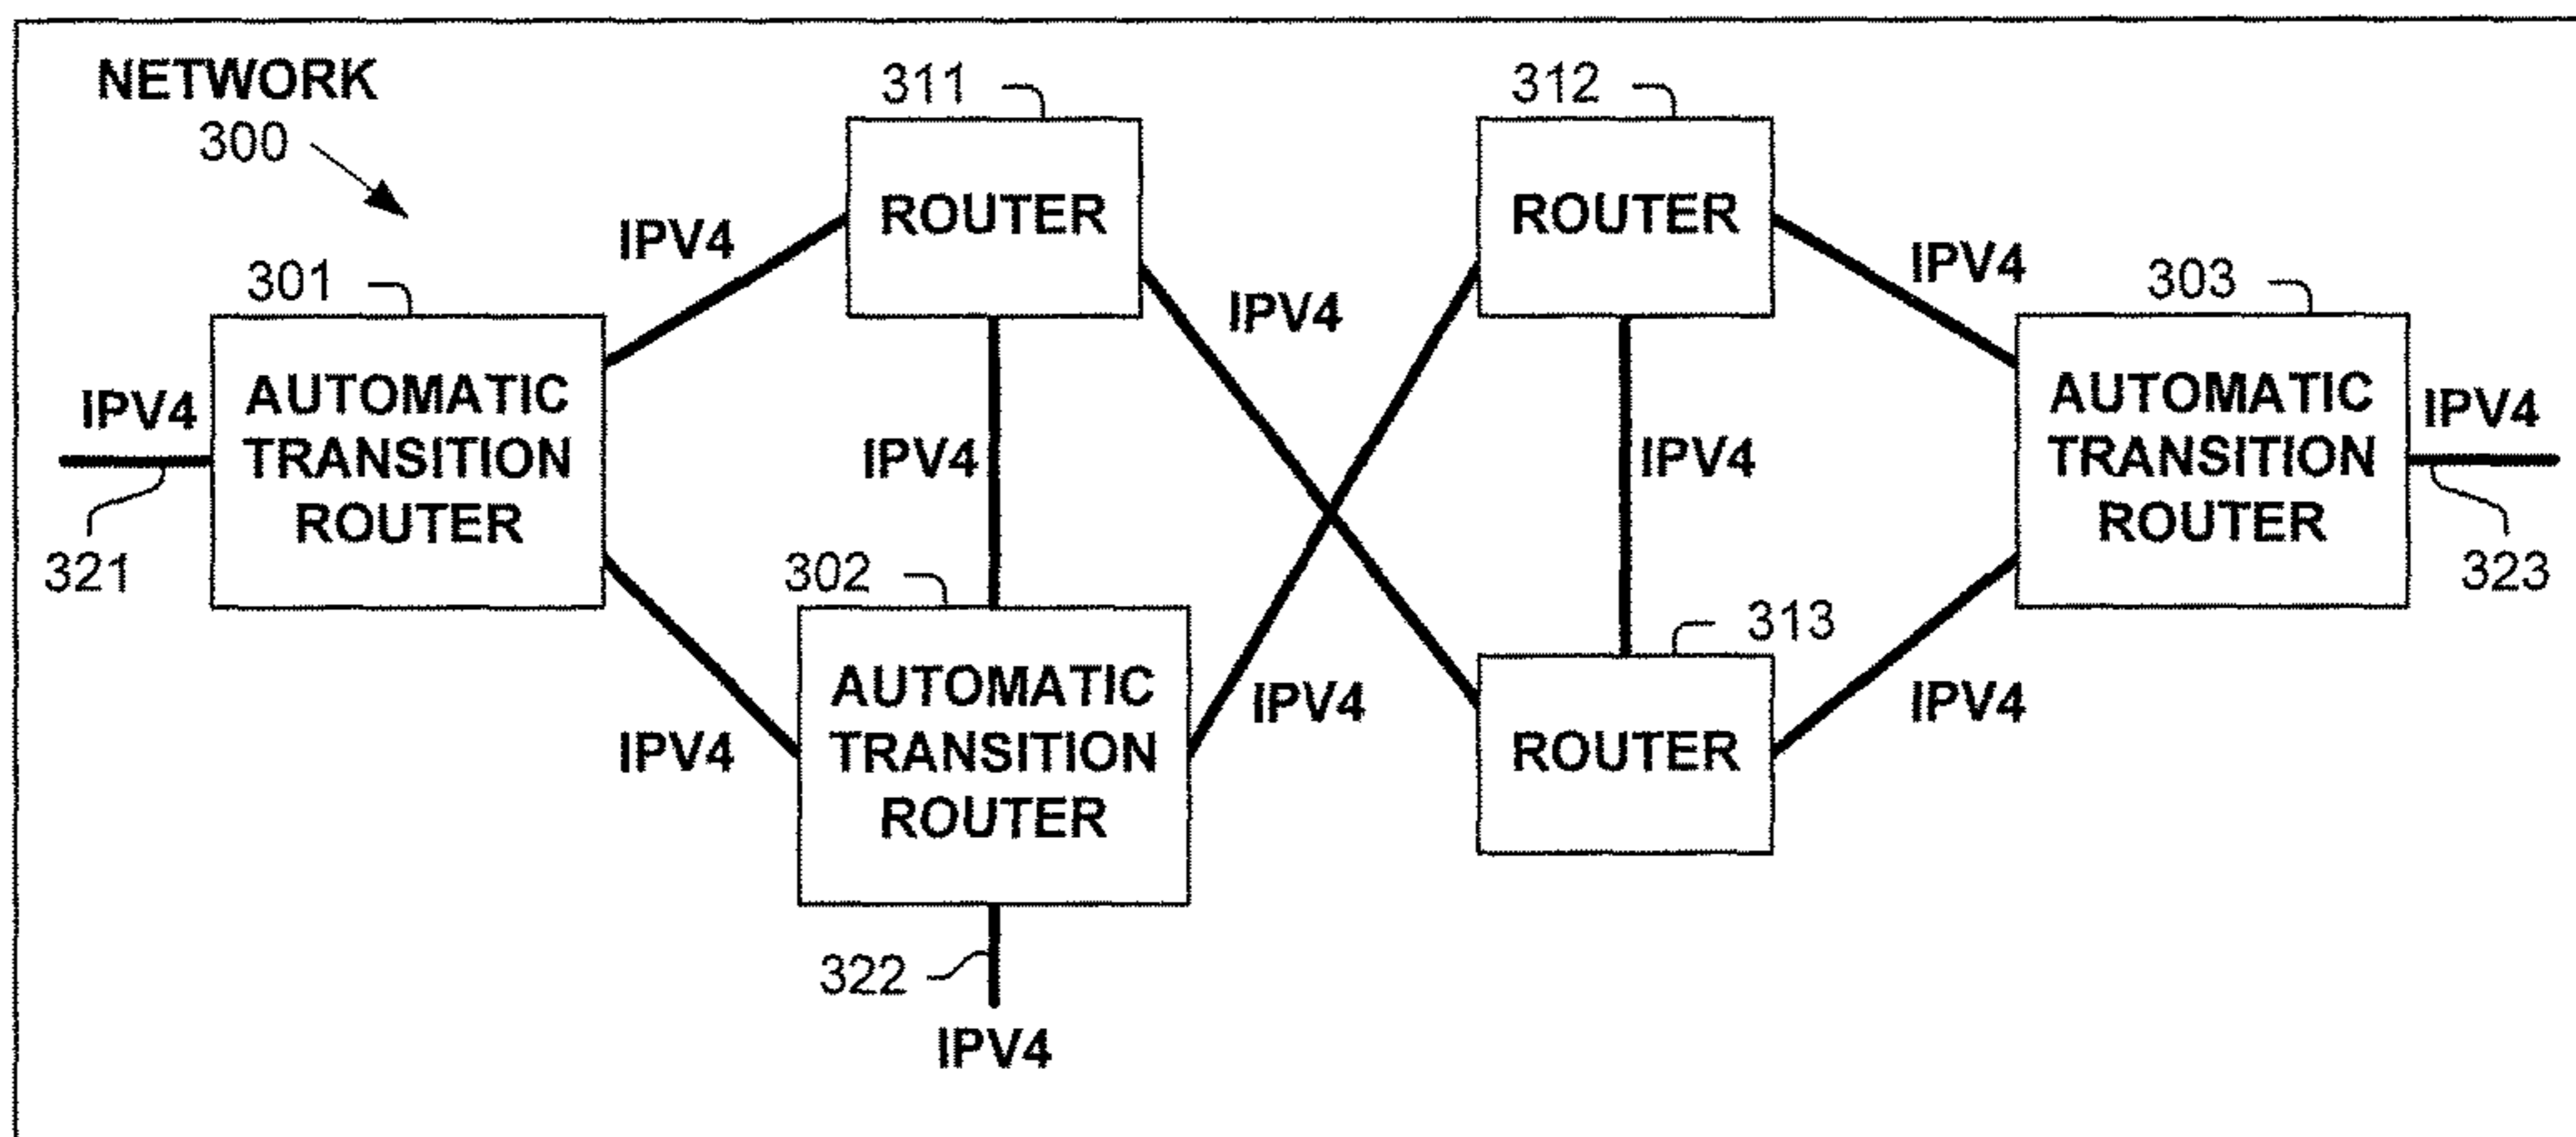 NETWORK
300
311
312
ROUTER
ROUTER
IPV4
IPV4
301
303
IPV4
AUTOMATIC
TRANSITION
ROUTER
AUTOMATIC
TRANSITION
ROUTER
IPV4
IPV4
IPV4
IPV4
321
323
302
313
AUTOMATIC
TRANSITION
ROUTER
ROUTER
IPV4
IPV4
IPV4
322
IPV4